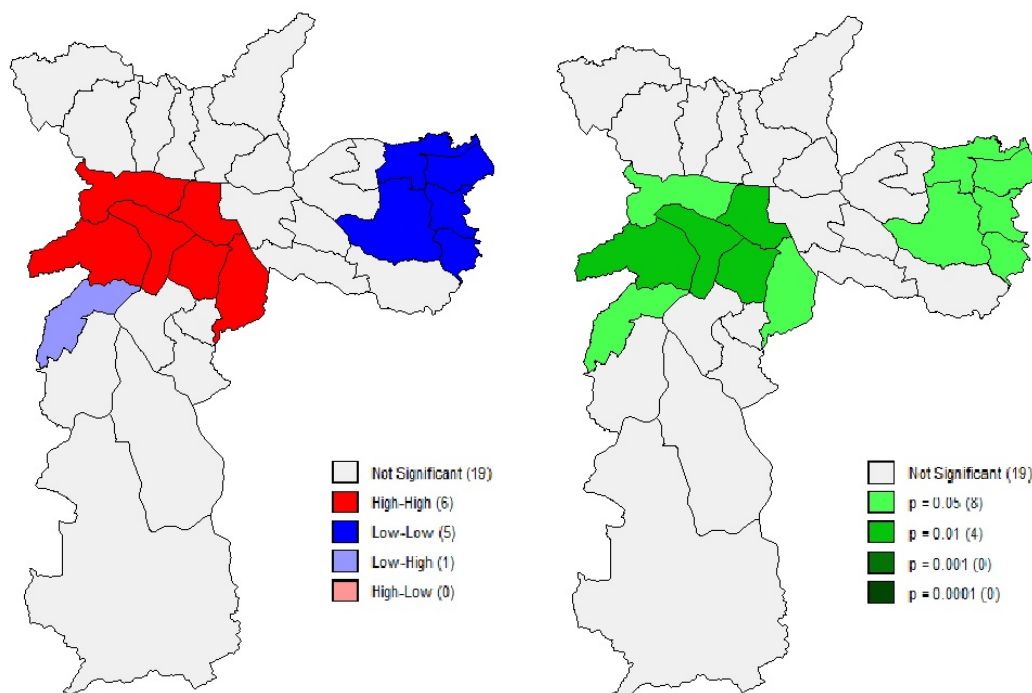 Not Significant (19)
High-High (6)
Low-Low (5)
Low-High (1)
High-Low (0)
Not Significant (19)
p = 0.05 (8)
p = 0.01 (4)
p = 0.001 (0)
p = 0.0001 (0)